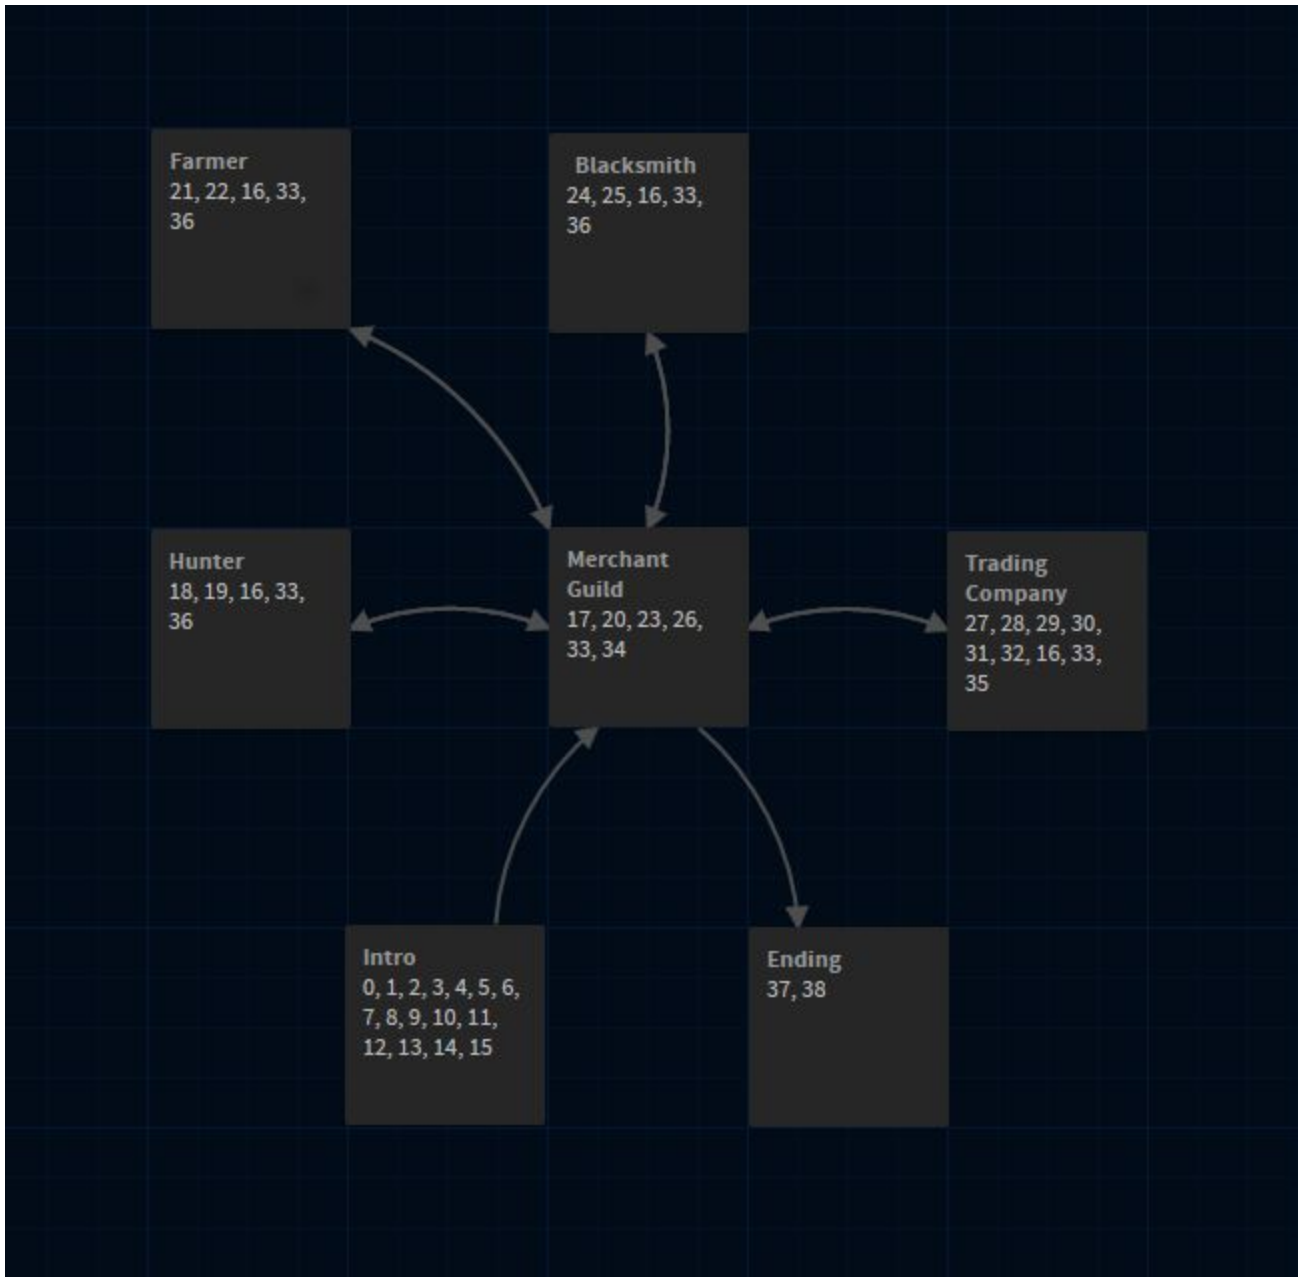 Farmer
21, 22, 16, 33,
36
Blacksmith
24, 25, 16, 33,
36
Hunter
18, 19, 16, 33,
36
Merchant
Guild
17, 20, 23, 26,
33, 34
Trading
Company
27, 28, 29, 30,
31, 32, 16, 33,
35
Intro
0, 1, 2, 3, 4, 5, 6,
7, 8, 9, 10, 11,
12, 13, 14, 15
Ending
37, 38